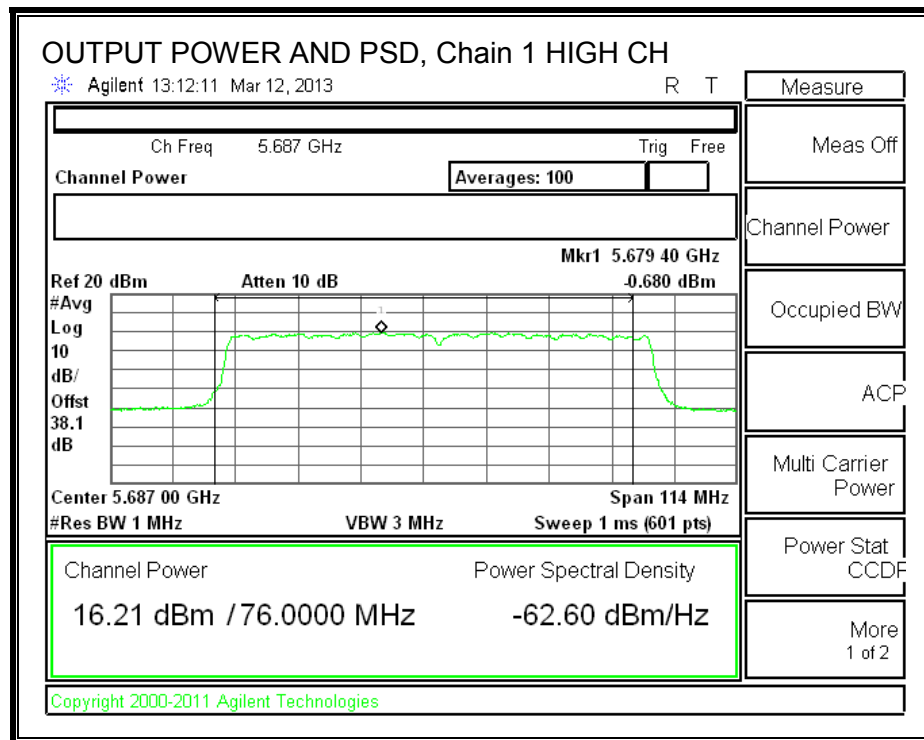 OUTPUT POWER AND PSD, Chain 1 HIGH CH
Agilent 13:12:11 Mar 12, 2013 R T
Ch Freq 5.687 GHz Trig Free
Channel Power Averages: 100
Mkr1 5.679 40 GHz
Ref 20 dBm Atten 10 dB -0.680 dBm
#Avg
Log
10
dB/
Offst
38.1
dB
1
Center 5.687 00 GHz Span 114 MHz
#Res BW 1 MHz VBW 3 MHz Sweep 1 ms (601 pts)
Channel Power Power Spectral Density
16.21 dBm / 76.0000 MHz -62.60 dBm/Hz
Copyright 2000-2011 Agilent Technologies
Measure
Meas Off
Channel Power
Occupied BW
ACP
Multi Carrier
Power
Power Stat
CCDF
More
1 of 2